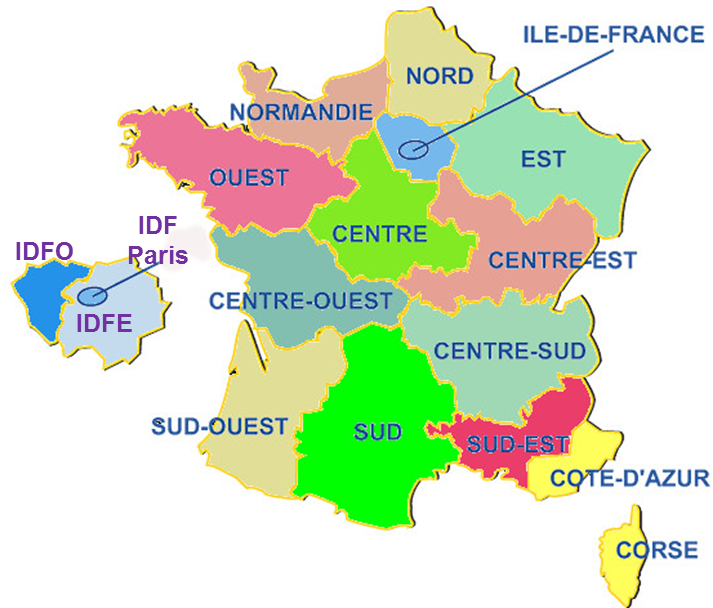 ILE-DE-FRANCE
NORD
NORMANDIE
EST
OUEST
IDF
Paris
CENTRE
IDFO
CENTRE-EST
CENTRE-OUEST
IDFE
CENTRE-SUD
SUD-OUEST
SUD
SUD-EST
COTE-D'AZUR
CORSE